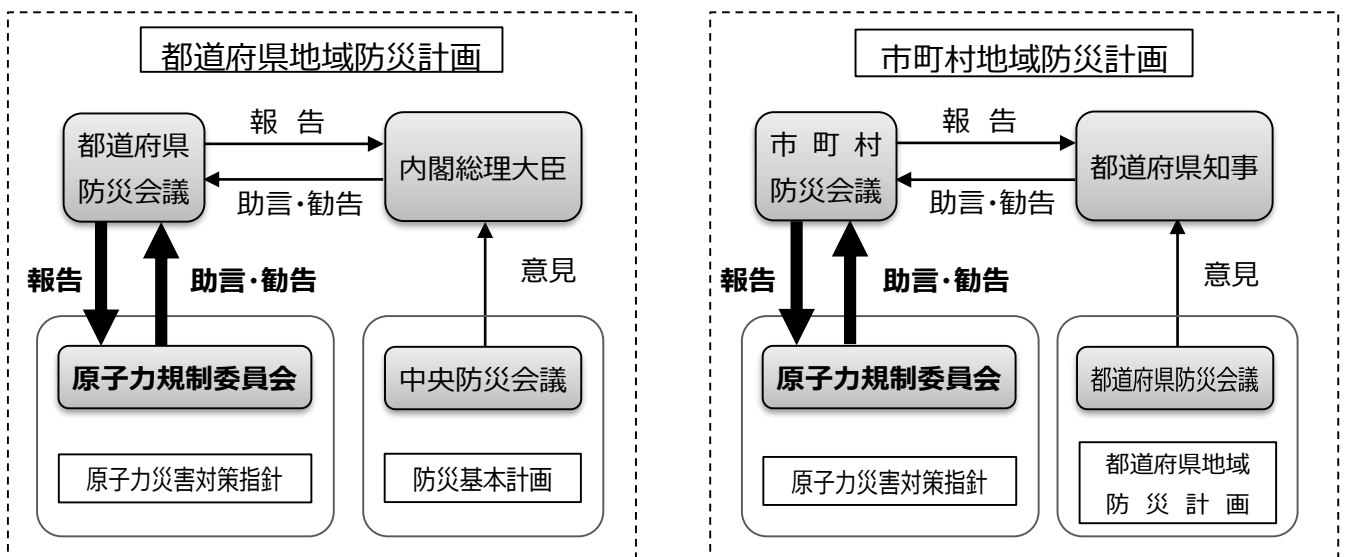 都道府県地域防災計画
都道府県
防災会議
報 告
助言・勧告
内閣総理大臣
報告
助言・勧告
意見
原子力規制委員会
中央防災会議
原子力災害対策指針
防災基本計画
市町村地域防災計画
市 町 村
防災会議
報 告
助言・勧告
都道府県知事
報告
助言・勧告
意見
原子力規制委員会
都道府県防災会議
原子力災害対策指針
都道府県地域
防 災 計 画